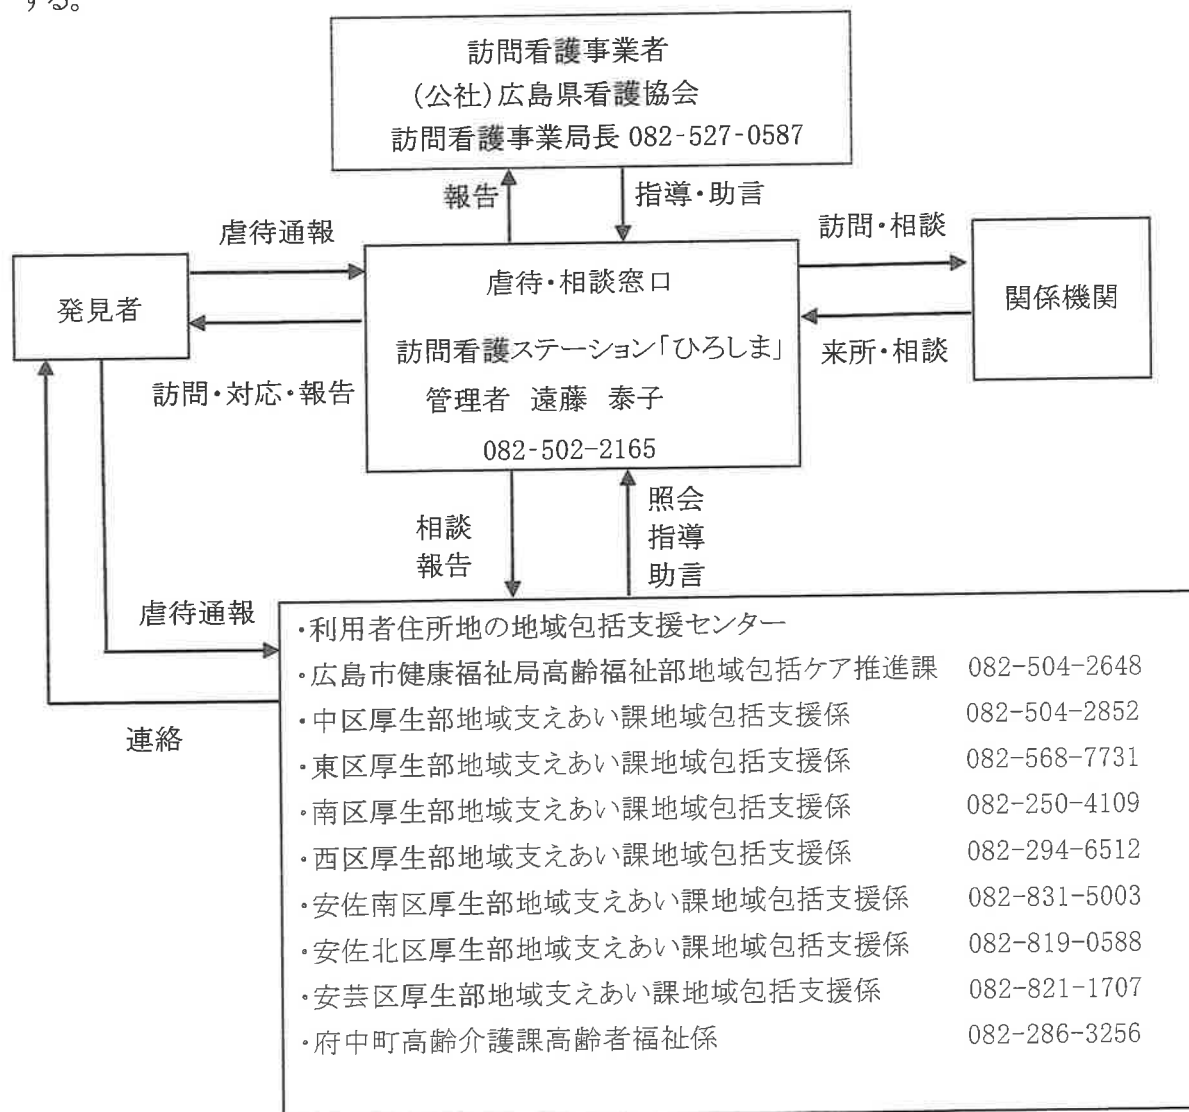 する。
訪問看護事業者
(公社)広島県看護協会
訪問看護事業局長 082-527-0587
報告
指導・助言
虐待通報
訪問・相談
発見者
虐待・相談窓口
訪問看護ステーション「ひろしま」
管理者 遠藤 泰子
082-502-2165
関係機関
来所・相談
訪問・対応・報告
相談
報告
照会
指導
助言
虐待通報
連絡
・利用者住所地の地域包括支援センター
・広島市健康福祉局高齢福祉部地域包括ケア推進課 082-504-2648
・中区厚生部地域支えあい課地域包括支援係 082-504-2852
・東区厚生部地域支えあい課地域包括支援係 082-568-7731
・南区厚生部地域支えあい課地域包括支援係 082-250-4109
・西区厚生部地域支えあい課地域包括支援係 082-294-6512
・安佐南区厚生部地域支えあい課地域包括支援係 082-831-5003
・安佐北区厚生部地域支えあい課地域包括支援係 082-819-0588
・安芸区厚生部地域支えあい課地域包括支援係 082-821-1707
・府中町高齢介護課高齢者福祉係 082-286-3256